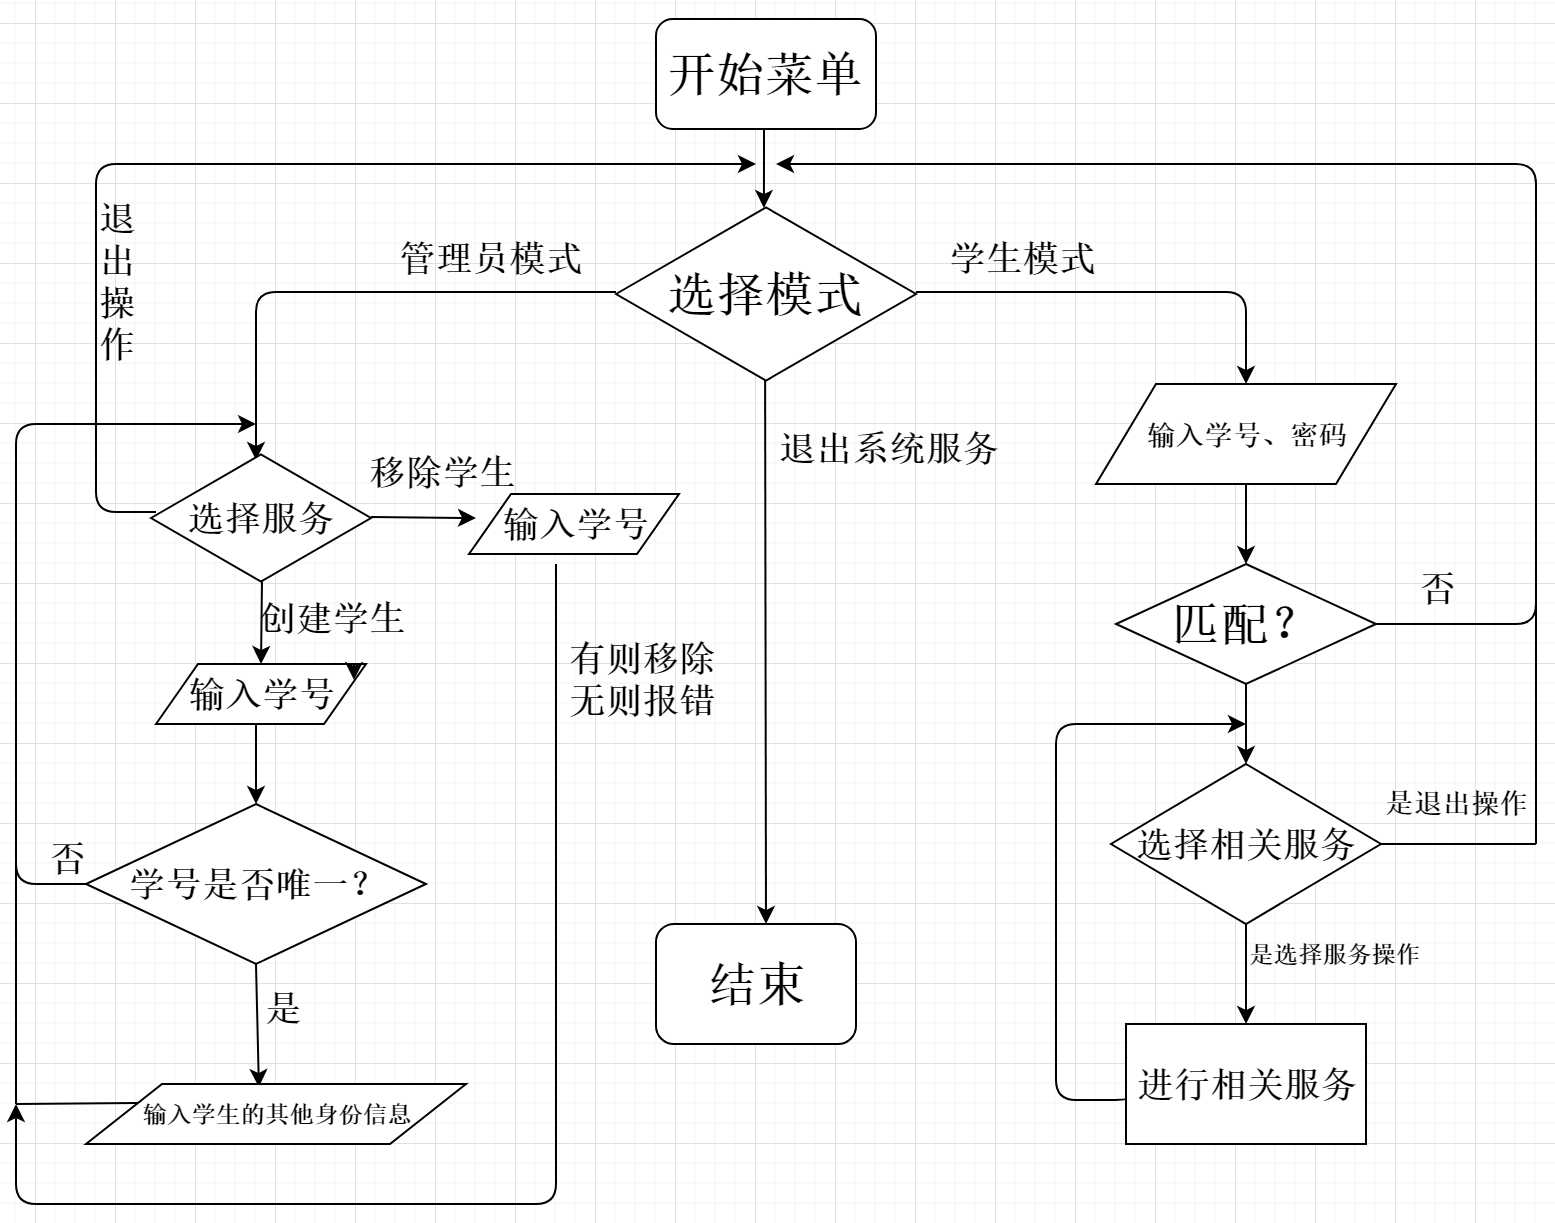 开始菜单
退
出
操
作
管理员模式
学生模式
选择模式
输入学号、密码
退出系统服务
移除学生
选择服务
输入学号
创建学生
否
匹配？
有则移除
无则报错
输入学号
是退出操作
选择相关服务
否
学号是否唯一？
是选择服务操作
结束
是
进行相关服务
输入学生的其他身份信息